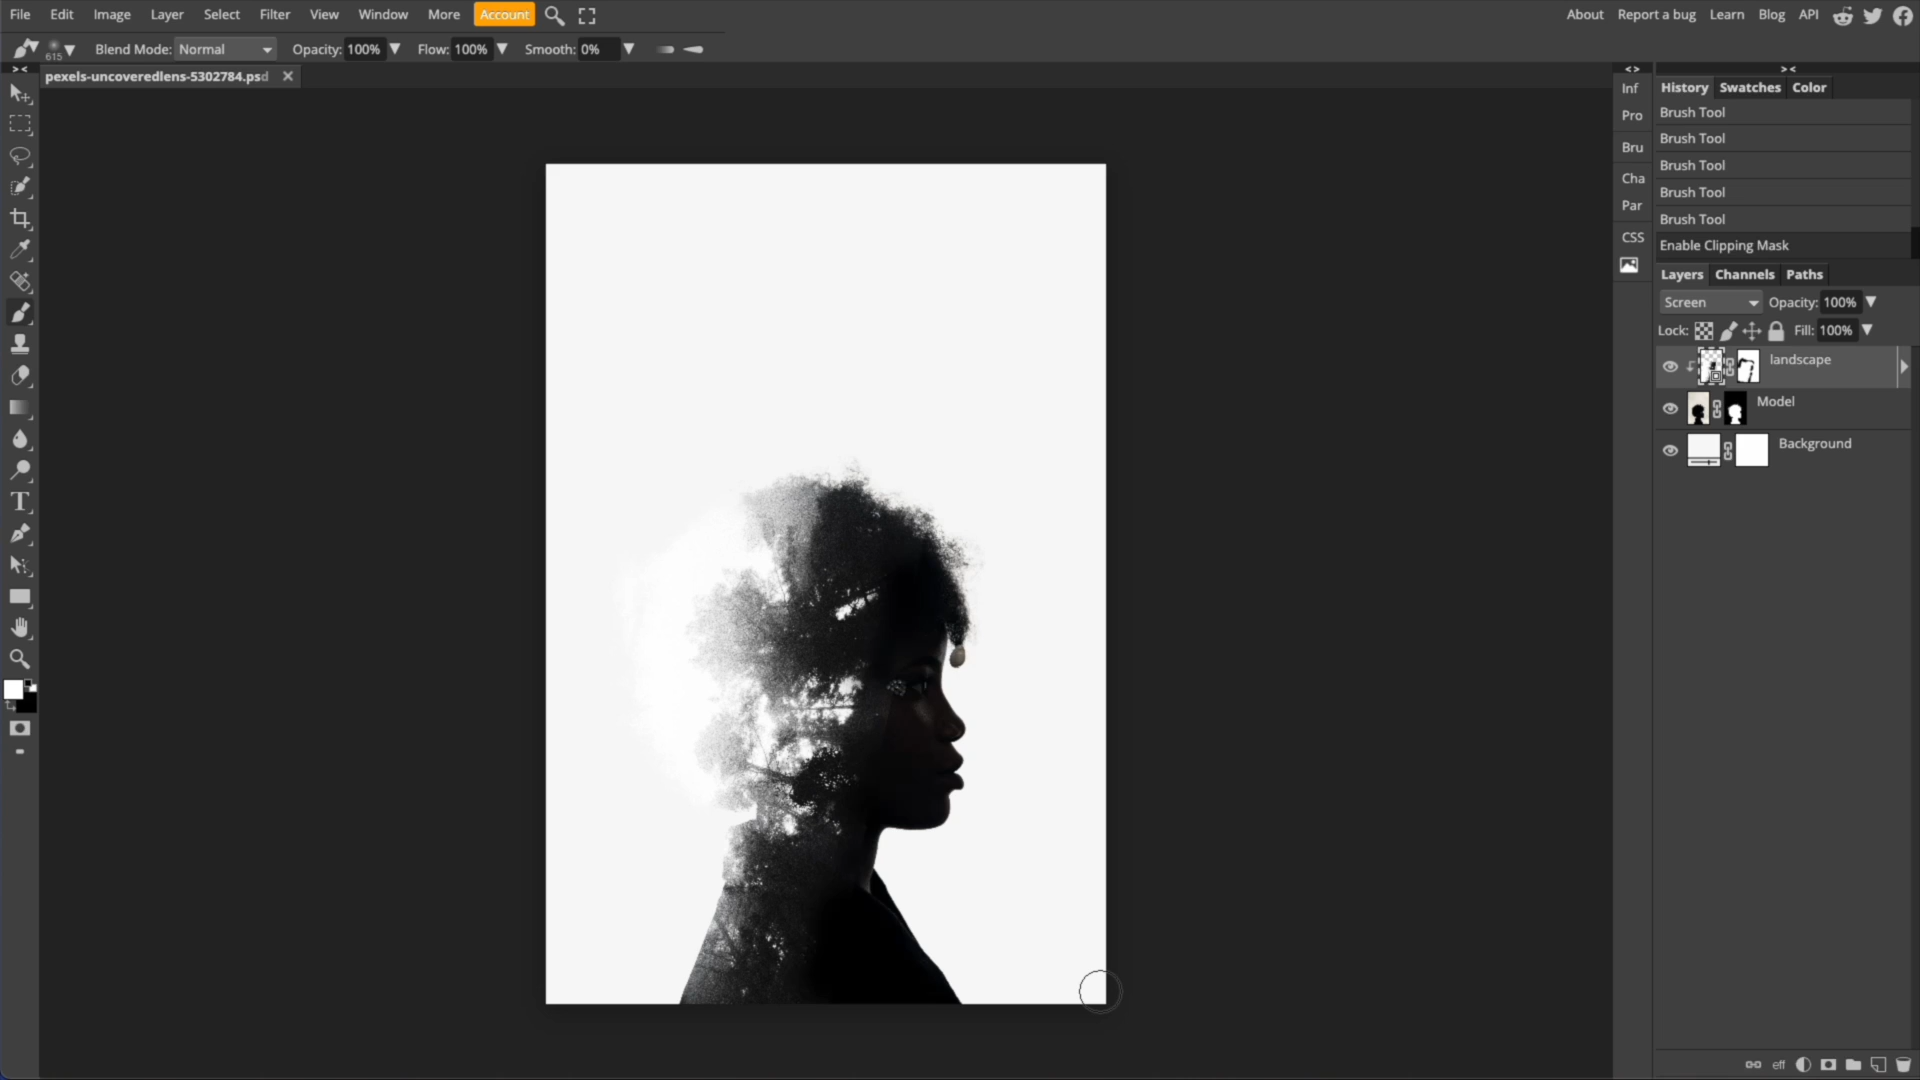 File Edit Image Layer Select Filter View Window More Account About Report a bug Learn Blog API
615 Blend Mode: Normal Opacity: 100% Flow: 100% Smooth: 0%
pexels-uncoveredlens-5302784.psd
Inf
Pro
Bru
Cha
Par
CSS
History Swatches Color
Brush Tool
Brush Tool
Brush Tool
Brush Tool
Brush Tool
Enable Clipping Mask
Layers Channels Paths
Screen Opacity: 100%
Lock: Fill: 100%
landscape
Model
Background
T
eff